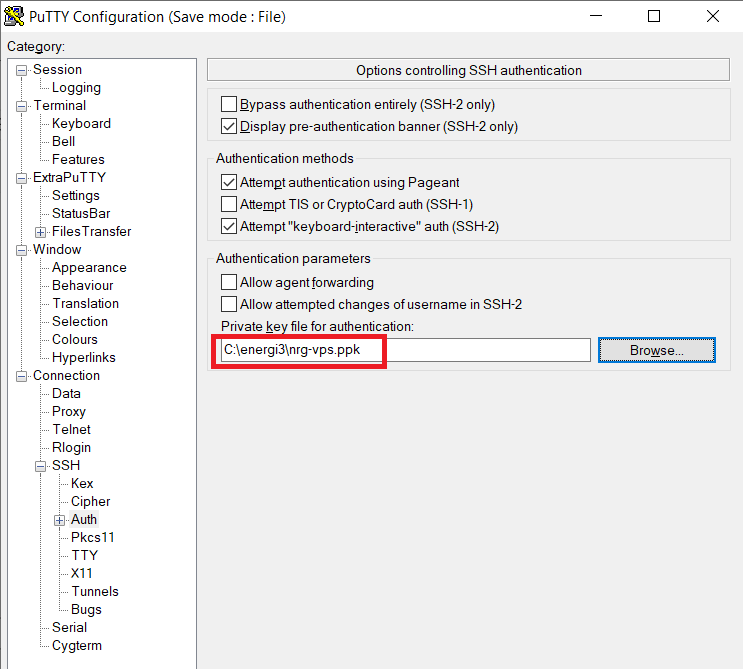 PuTTY Configuration (Save mode : File)
Category:
Session
Logging
Terminal
Keyboard
Bell
Features
ExtraPuTTY
Settings
StatusBar
FilesTransfer
Window
Appearance
Behaviour
Translation
Selection
Colours
Hyperlinks
Connection
Data
Proxy
Telnet
Rlogin
SSH
Kex
Cipher
Auth
Pkcs11
TTY
X11
Tunnels
Bugs
Serial
Cygterm
Options controlling SSH authentication
Bypass authentication entirely (SSH-2 only)
Display pre-authentication banner (SSH-2 only)
Authentication methods
Attempt authentication using Pageant
Attempt TIS or CryptoCard auth (SSH-1)
Attempt "keyboard-interactive" auth (SSH-2)
Authentication parameters
Allow agent forwarding
Allow attempted changes of username in SSH-2
Private key file for authentication:
C:\energi3\nrg-vps.ppk
Browse...